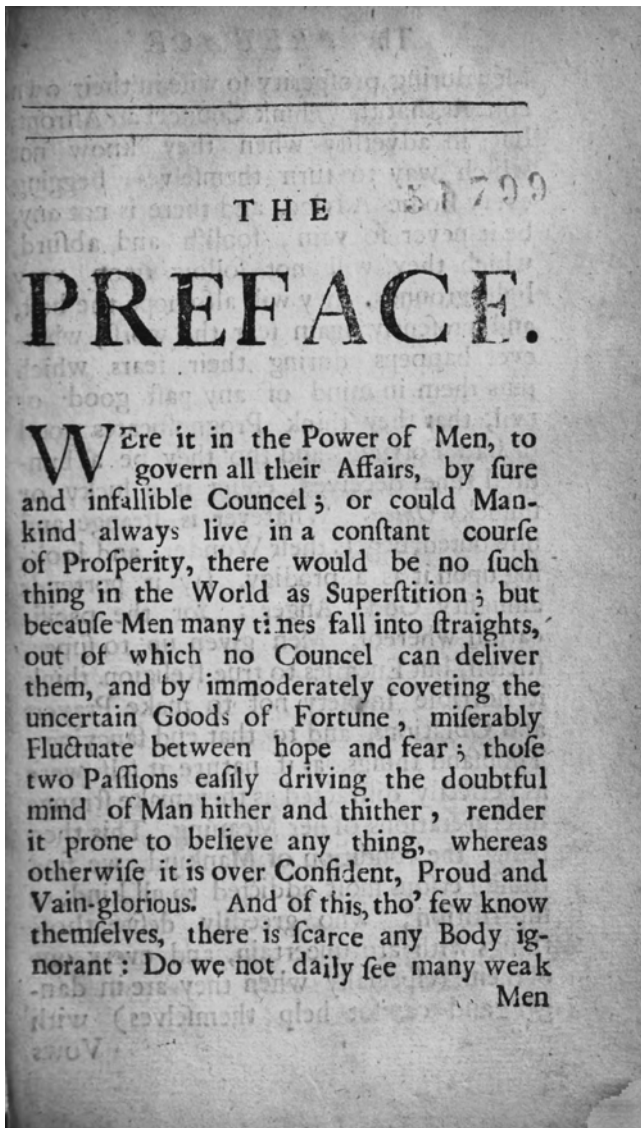 THE
PREFACE.
WEre it in the Power of Men, to
govern all their Affairs, by ſure
and infallible Councel; or could Man-
kind always live in a conſtant courſe
of Proſperity, there would be no ſuch
thing in the World as Superſtition; but
becauſe Men many times fall into ſtraights,
out of which no Councel can deliver
them, and by immoderately coveting the
uncertain Goods of Fortune, miſerably
Fluctuate between hope and fear; thoſe
two Paſſions eaſily driving the doubtful
mind of Man hither and thither, render
it prone to believe any thing, whereas
otherwiſe it is over Confident, Proud and
Vain-glorious. And of this, tho' few know
themſelves, there is ſcarce any Body ig-
norant: Do we not daily ſee many weak
Men